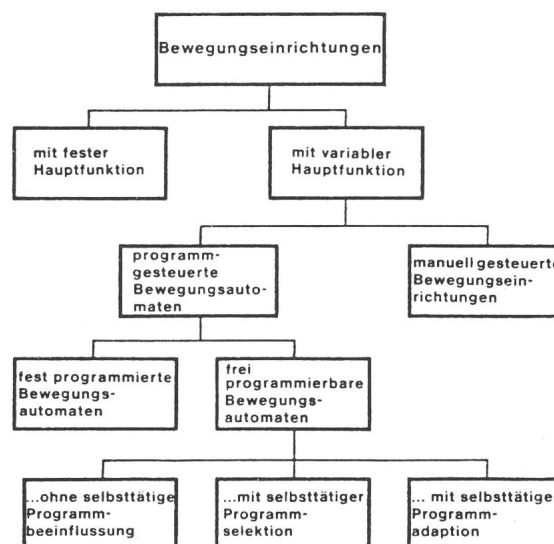 Bewegungseinrichtungen
mit fester
Hauptfunktion
mit variabler
Hauptfunktion
programm-
gesteuerte
Bewegungsauto-
maten
manuell gesteuerte
Bewegungsein-
richtungen
fest programmierte
Bewegungs-
automaten
frei
programmierbare
Bewegungs-
automaten
...ohne selbsttätige
Programm-
beeinflussung
...mit selbsttätiger
Programm-
selektion
... mit selbsttätige
Programm-
adaption